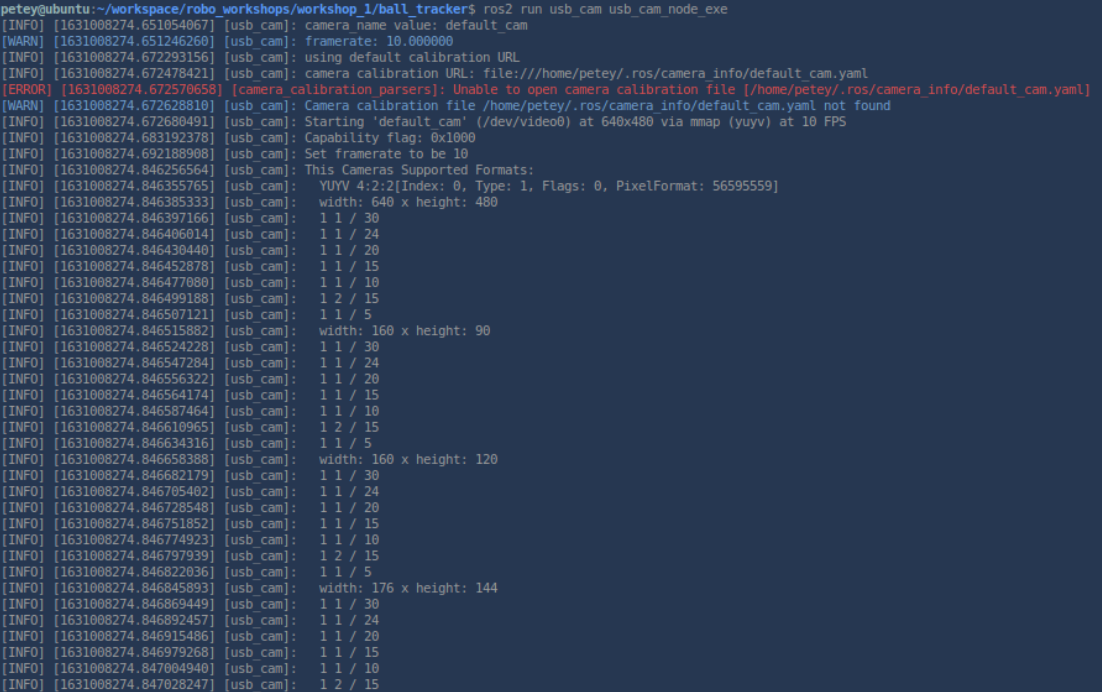 petey@ubuntu:~/workspace/robo_workshops/workshop_1/ball_tracker$ ros2 run usb_cam usb_cam_node_exe
[INFO] [1631008274.651054067] [usb_cam]: camera_name value: default_cam
[WARN] [1631008274.651246260] [usb_cam]: framerate: 10.000000
[INFO] [1631008274.672293156] [usb_cam]: using default calibration URL
[INFO] [1631008274.672478421] [usb_cam]: camera calibration URL: file:///home/petey/.ros/camera_info/default_cam.yaml
[ERROR] [1631008274.672570658] [camera_calibration_parsers]: Unable to open camera calibration file [/home/petey/.ros/camera_info/default_cam.yaml]
[WARN] [1631008274.672628810] [usb_cam]: Camera calibration file /home/petey/.ros/camera_info/default_cam.yaml not found
[INFO] [1631008274.672680491] [usb_cam]: Starting 'default_cam' (/dev/video0) at 640x480 via mmap (yuyv) at 10 FPS
[INFO] [1631008274.683192378] [usb_cam]: Capability flag: 0x1000
[INFO] [1631008274.692188908] [usb_cam]: Set framerate to be 10
[INFO] [1631008274.846256564] [usb_cam]: This Cameras Supported Formats:
[INFO] [1631008274.846355765] [usb_cam]:   YUYV 4:2:2[Index: 0, Type: 1, Flags: 0, PixelFormat: 56595559]
[INFO] [1631008274.846385333] [usb_cam]:   width: 640 x height: 480
[INFO] [1631008274.846397166] [usb_cam]:   1 1 / 30
[INFO] [1631008274.846406014] [usb_cam]:   1 1 / 24
[INFO] [1631008274.846430440] [usb_cam]:   1 1 / 20
[INFO] [1631008274.846452878] [usb_cam]:   1 1 / 15
[INFO] [1631008274.846477080] [usb_cam]:   1 1 / 10
[INFO] [1631008274.846499188] [usb_cam]:   1 2 / 15
[INFO] [1631008274.846507121] [usb_cam]:   1 1 / 5
[INFO] [1631008274.846515882] [usb_cam]:   width: 160 x height: 90
[INFO] [1631008274.846524228] [usb_cam]:   1 1 / 30
[INFO] [1631008274.846547284] [usb_cam]:   1 1 / 24
[INFO] [1631008274.846556322] [usb_cam]:   1 1 / 20
[INFO] [1631008274.846564174] [usb_cam]:   1 1 / 15
[INFO] [1631008274.846587464] [usb_cam]:   1 1 / 10
[INFO] [1631008274.846610965] [usb_cam]:   1 2 / 15
[INFO] [1631008274.846634316] [usb_cam]:   1 1 / 5
[INFO] [1631008274.846658388] [usb_cam]:   width: 160 x height: 120
[INFO] [1631008274.846682179] [usb_cam]:   1 1 / 30
[INFO] [1631008274.846705402] [usb_cam]:   1 1 / 24
[INFO] [1631008274.846728548] [usb_cam]:   1 1 / 20
[INFO] [1631008274.846751852] [usb_cam]:   1 1 / 15
[INFO] [1631008274.846774923] [usb_cam]:   1 1 / 10
[INFO] [1631008274.846797939] [usb_cam]:   1 2 / 15
[INFO] [1631008274.846822036] [usb_cam]:   1 1 / 5
[INFO] [1631008274.846845893] [usb_cam]:   width: 176 x height: 144
[INFO] [1631008274.846869449] [usb_cam]:   1 1 / 30
[INFO] [1631008274.846892457] [usb_cam]:   1 1 / 24
[INFO] [1631008274.846915486] [usb_cam]:   1 1 / 20
[INFO] [1631008274.846979268] [usb_cam]:   1 1 / 15
[INFO] [1631008274.847004940] [usb_cam]:   1 1 / 10
[INFO] [1631008274.847028247] [usb_cam]:   1 2 / 15